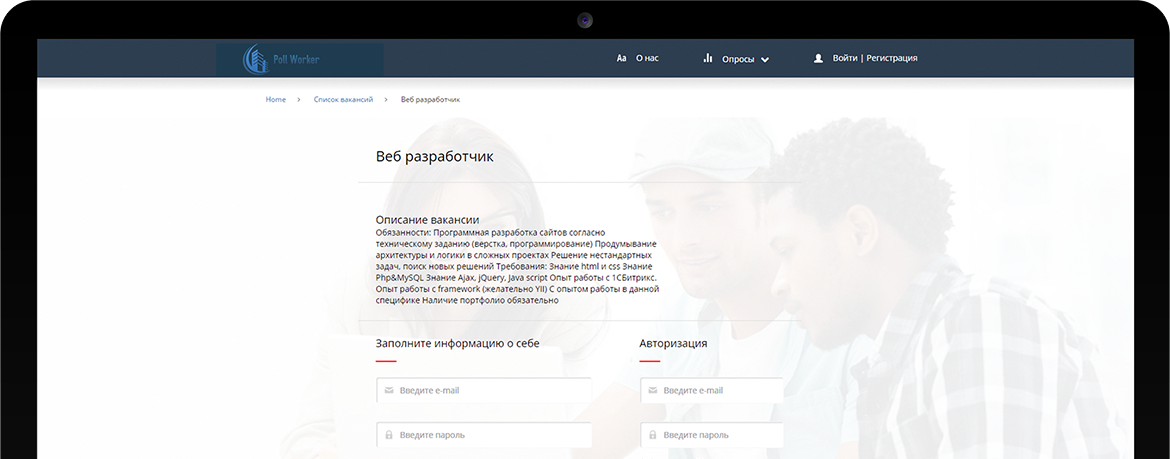 Poll Worker
Aa О нас
Опросы
Войти | Регистрация
Home > Список вакансий > Веб разработчик
Веб разработчик
Описание вакансии
Обязанности: Программная разработка сайтов согласно
техническому заданию (верстка, программирование) Продумывание
архитектуры и логики в сложных проектах Решение нестандартных
задач, поиск новых решений Требования: Знание html и css Знание
Php&MySQL Знание Ajax, jQuery, Java script Опыт работы с 1СБитрикс.
Опыт работы с framework (желательно YII) С опытом работы в данной
специфике Наличие портфолио обязательно
Заполните информацию о себе
Введите e-mail
Введите пароль
Авторизация
Введите e-mail
Введите пароль